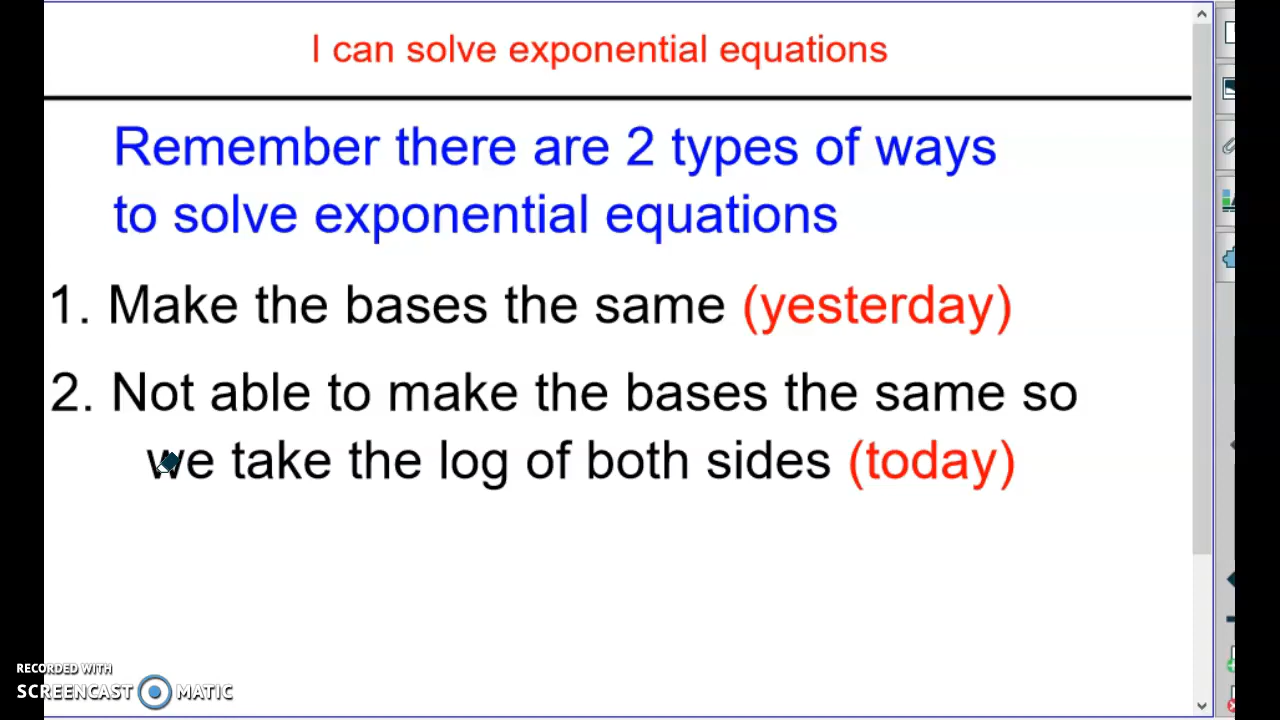 I can solve exponential equations
Remember there are 2 types of ways
to solve exponential equations
1. Make the bases the same (yesterday)
2. Not able to make the bases the same so
we take the log of both sides (today)
RECORDED WITH
SCREENCAST MATIC